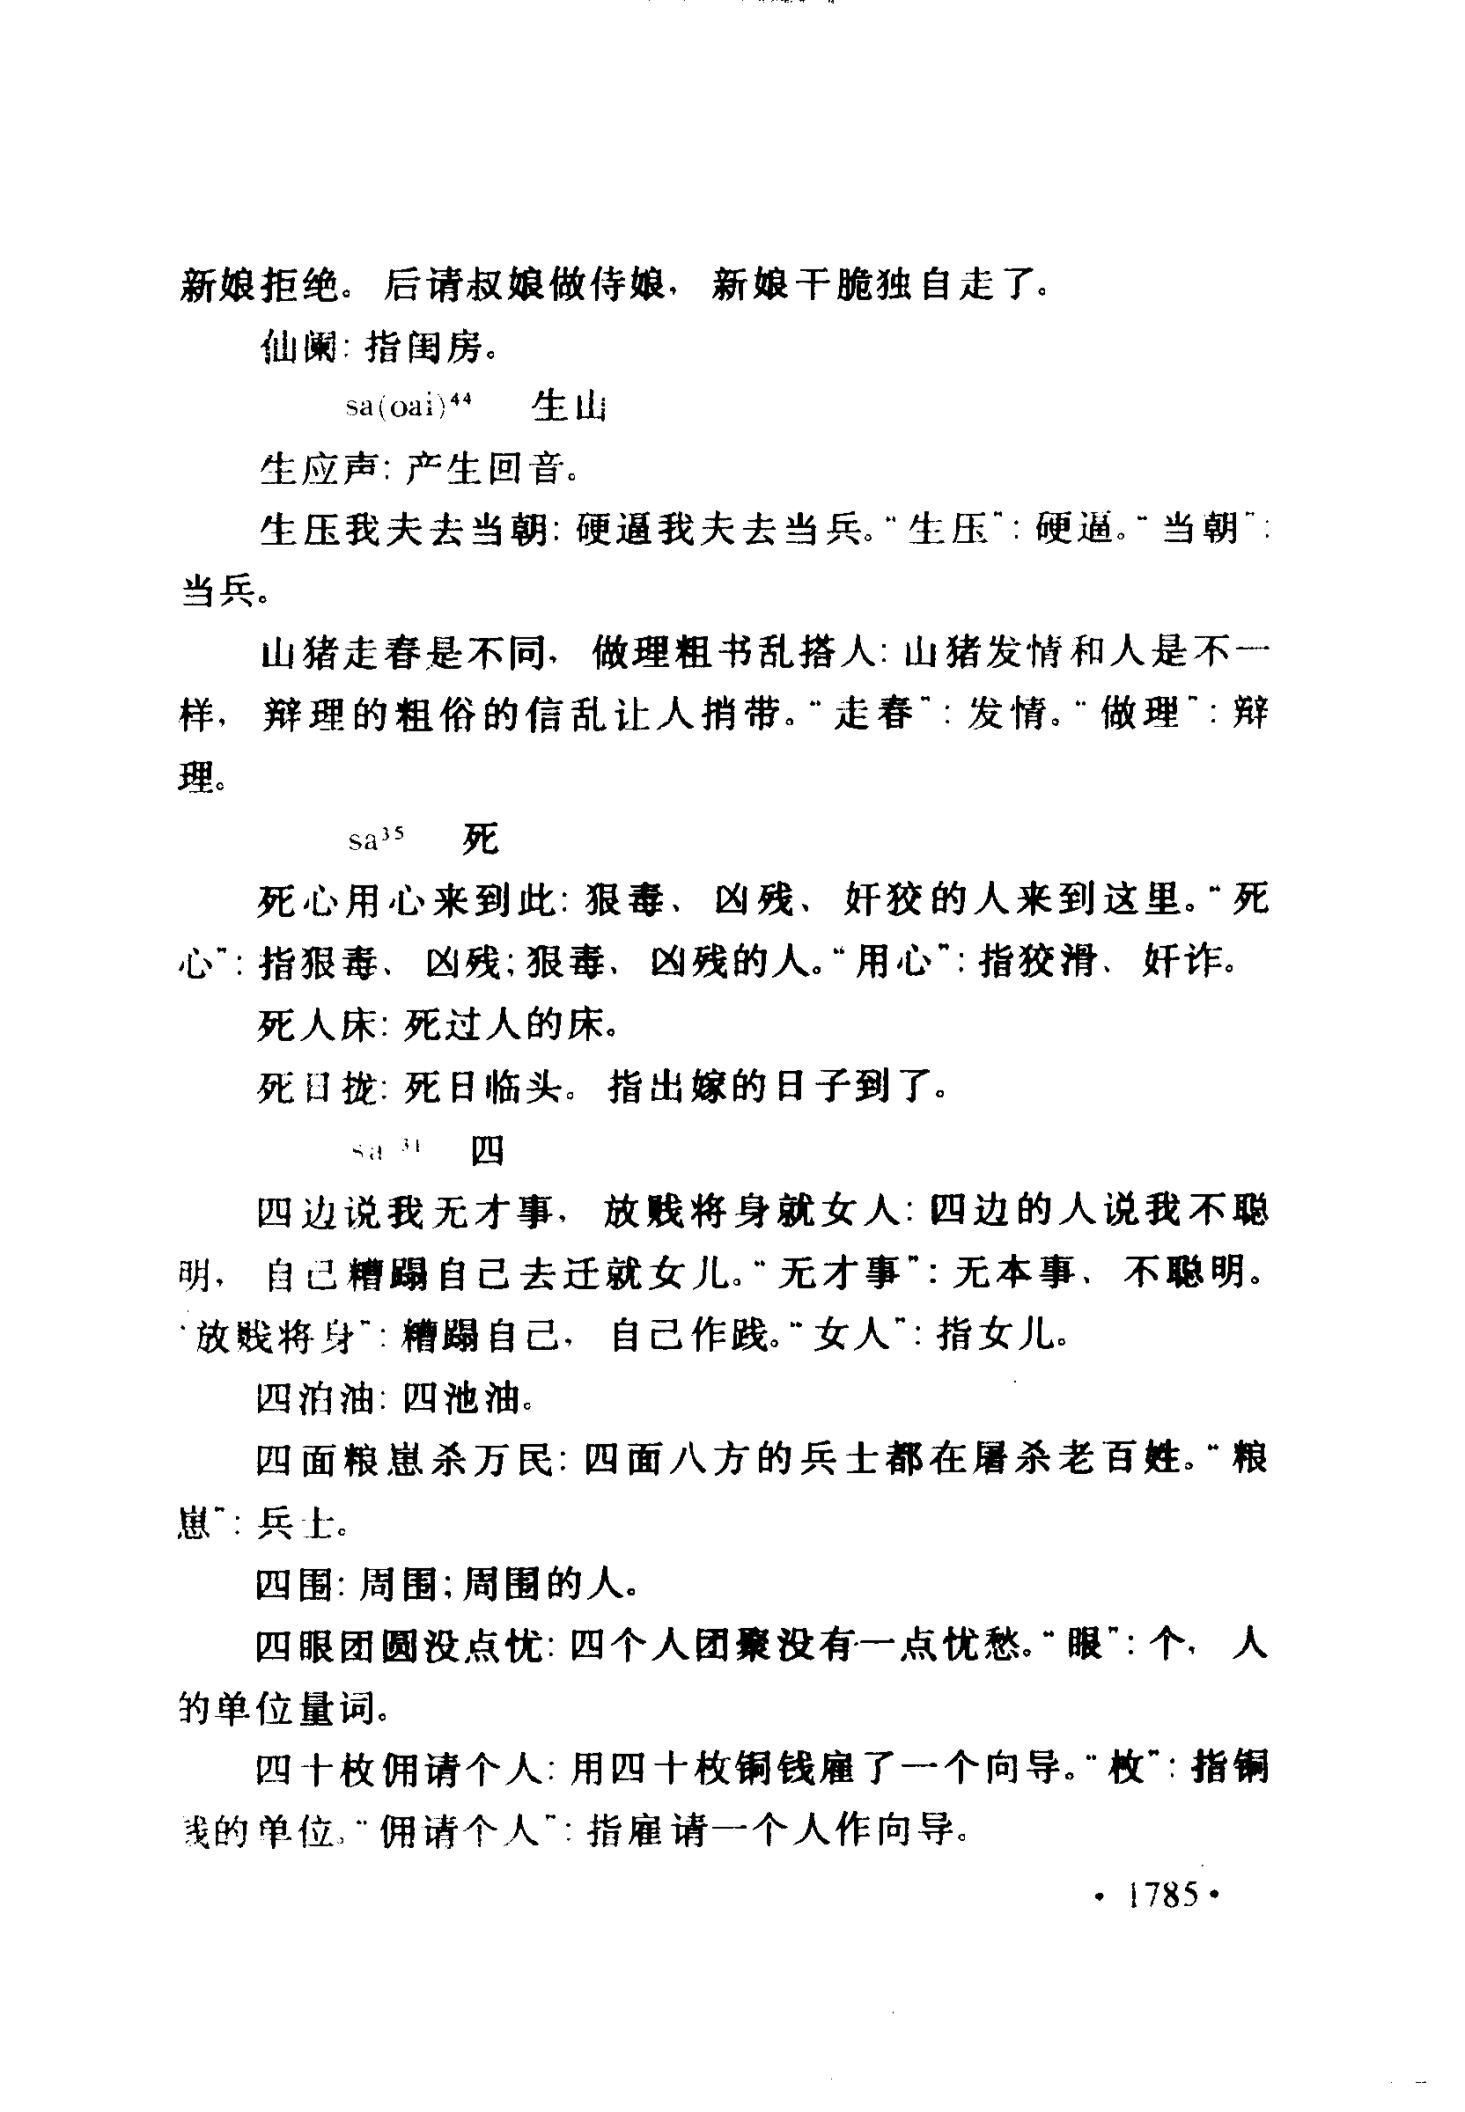 新娘拒绝。后请叔娘做侍娘，新娘干脆独自走了。
仙阑：指闺房。
sa(oai)⁴⁴ 生山
生应声：产生回音。
生压我夫去当朝：硬逼我夫去当兵。“生压”：硬逼。“当朝”：
当兵。
山猪走春是不同，做理粗书乱搭人：山猪发情和人是不一
样，辩理的粗俗的信乱让人捎带。“走春”：发情。“做理”：辩
理。
sa³⁵ 死
死心用心来到此：狠毒、凶残、奸狡的人来到这里。“死
心”：指狠毒、凶残；狠毒、凶残的人。“用心”：指狡滑、奸诈。
死人床：死过人的床。
死日拢：死日临头。指出嫁的日子到了。
sa³¹ 四
四边说我无才事，放贱将身就女人：四边的人说我不聪
明，自己糟蹋自己去迁就女儿。“无才事”：无本事、不聪明。
“放贱将身”：糟蹋自己，自己作践。“女人”：指女儿。
四泊油：四池油。
四面粮崽杀万民：四面八方的兵士都在屠杀老百姓。“粮
崽”：兵士。
四围：周围；周围的人。
四眼团圆没点忧：四个人团聚没有一点忧愁。“眼”：个，人
的单位量词。
四十枚佣请个人：用四十枚铜钱雇了一个向导。“枚”：指铜
钱的单位。“佣请个人”：指雇请一个人作向导。
· 1785 ·